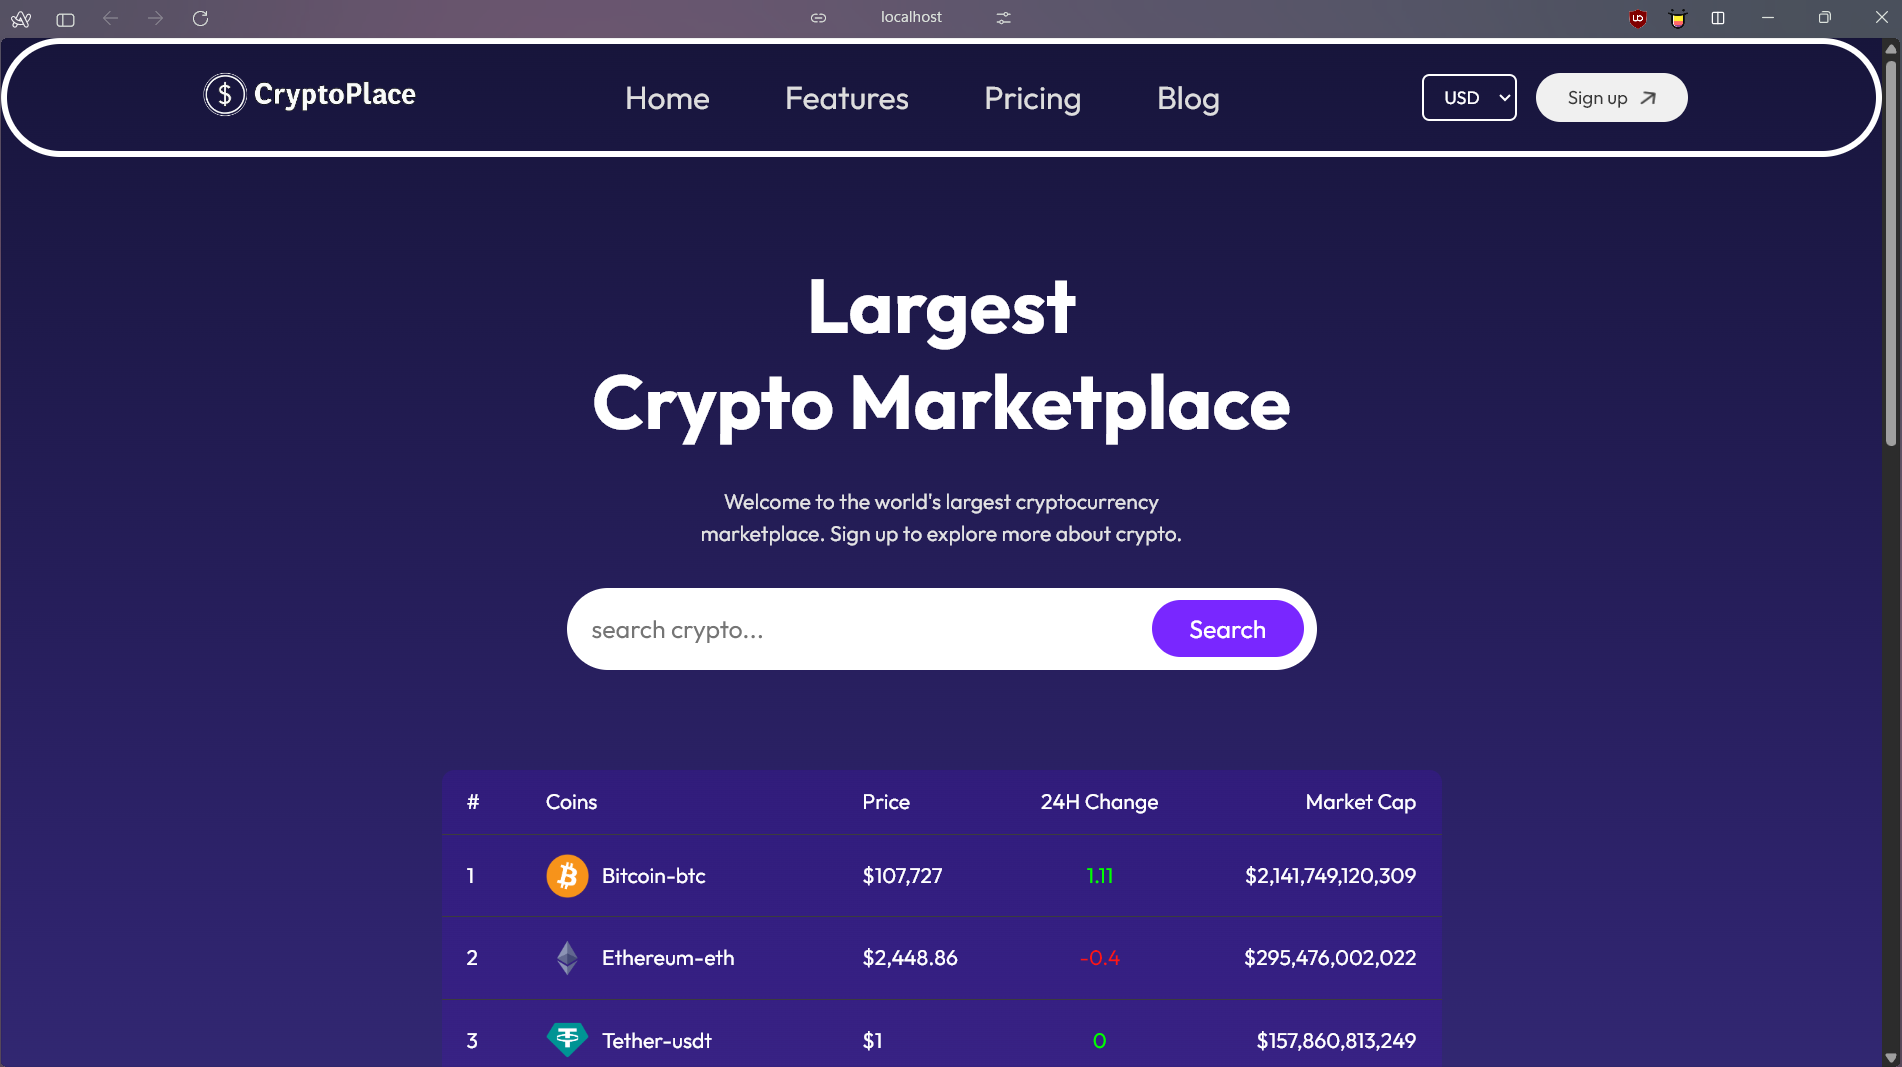 localhost
$ CryptoPlace
Home Features Pricing Blog
USD
Sign up
Largest
Crypto Marketplace
Welcome to the world's largest cryptocurrency
marketplace. Sign up to explore more about crypto.
search crypto...
Search
# Coins Price 24H Change Market Cap
1 Bitcoin-btc $107,727 1.11 $2,141,749,120,309
2 Ethereum-eth $2,448.86 -0.4 $295,476,002,022
3 Tether-usdt $1 0 $157,860,813,249